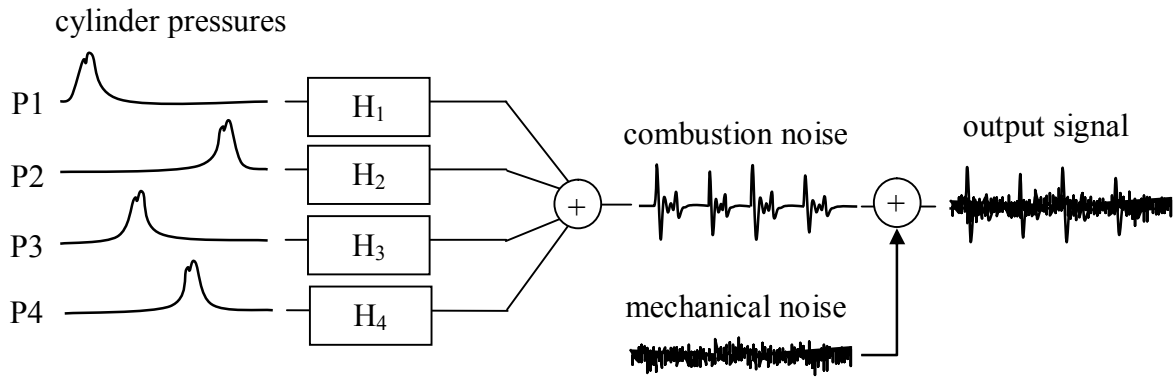 cylinder pressures
P1
H₁
P2
H₂
P3
H₃
P4
H₄
+
combustion noise
+
output signal
mechanical noise